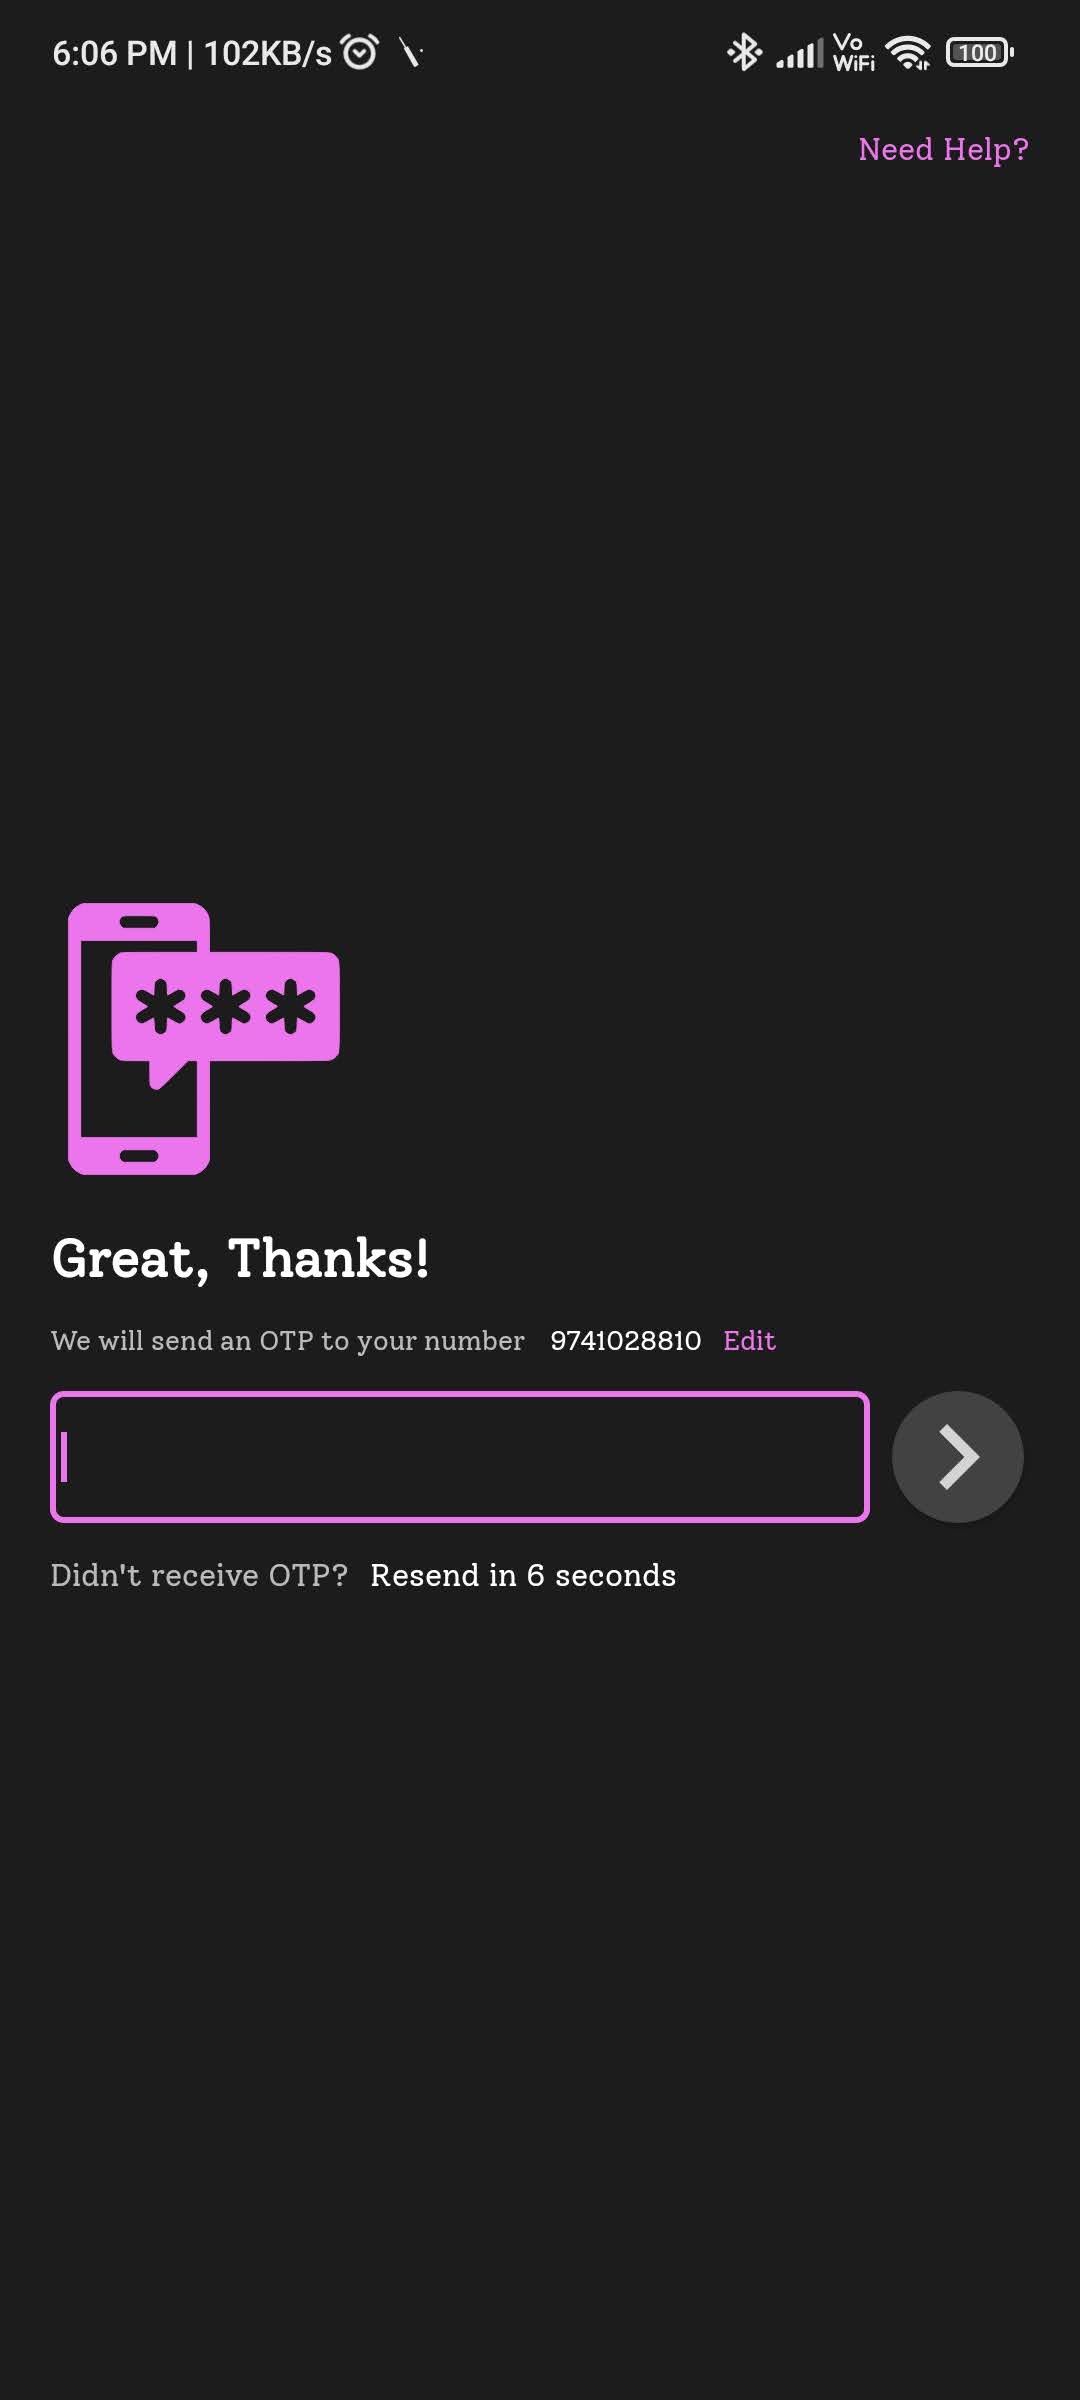 6:06 PM | 102KB/s Vo WiFi 100
Need Help?
***
Great, Thanks!
We will send an OTP to your number 9741028810 Edit
Didn't receive OTP? Resend in 6 seconds